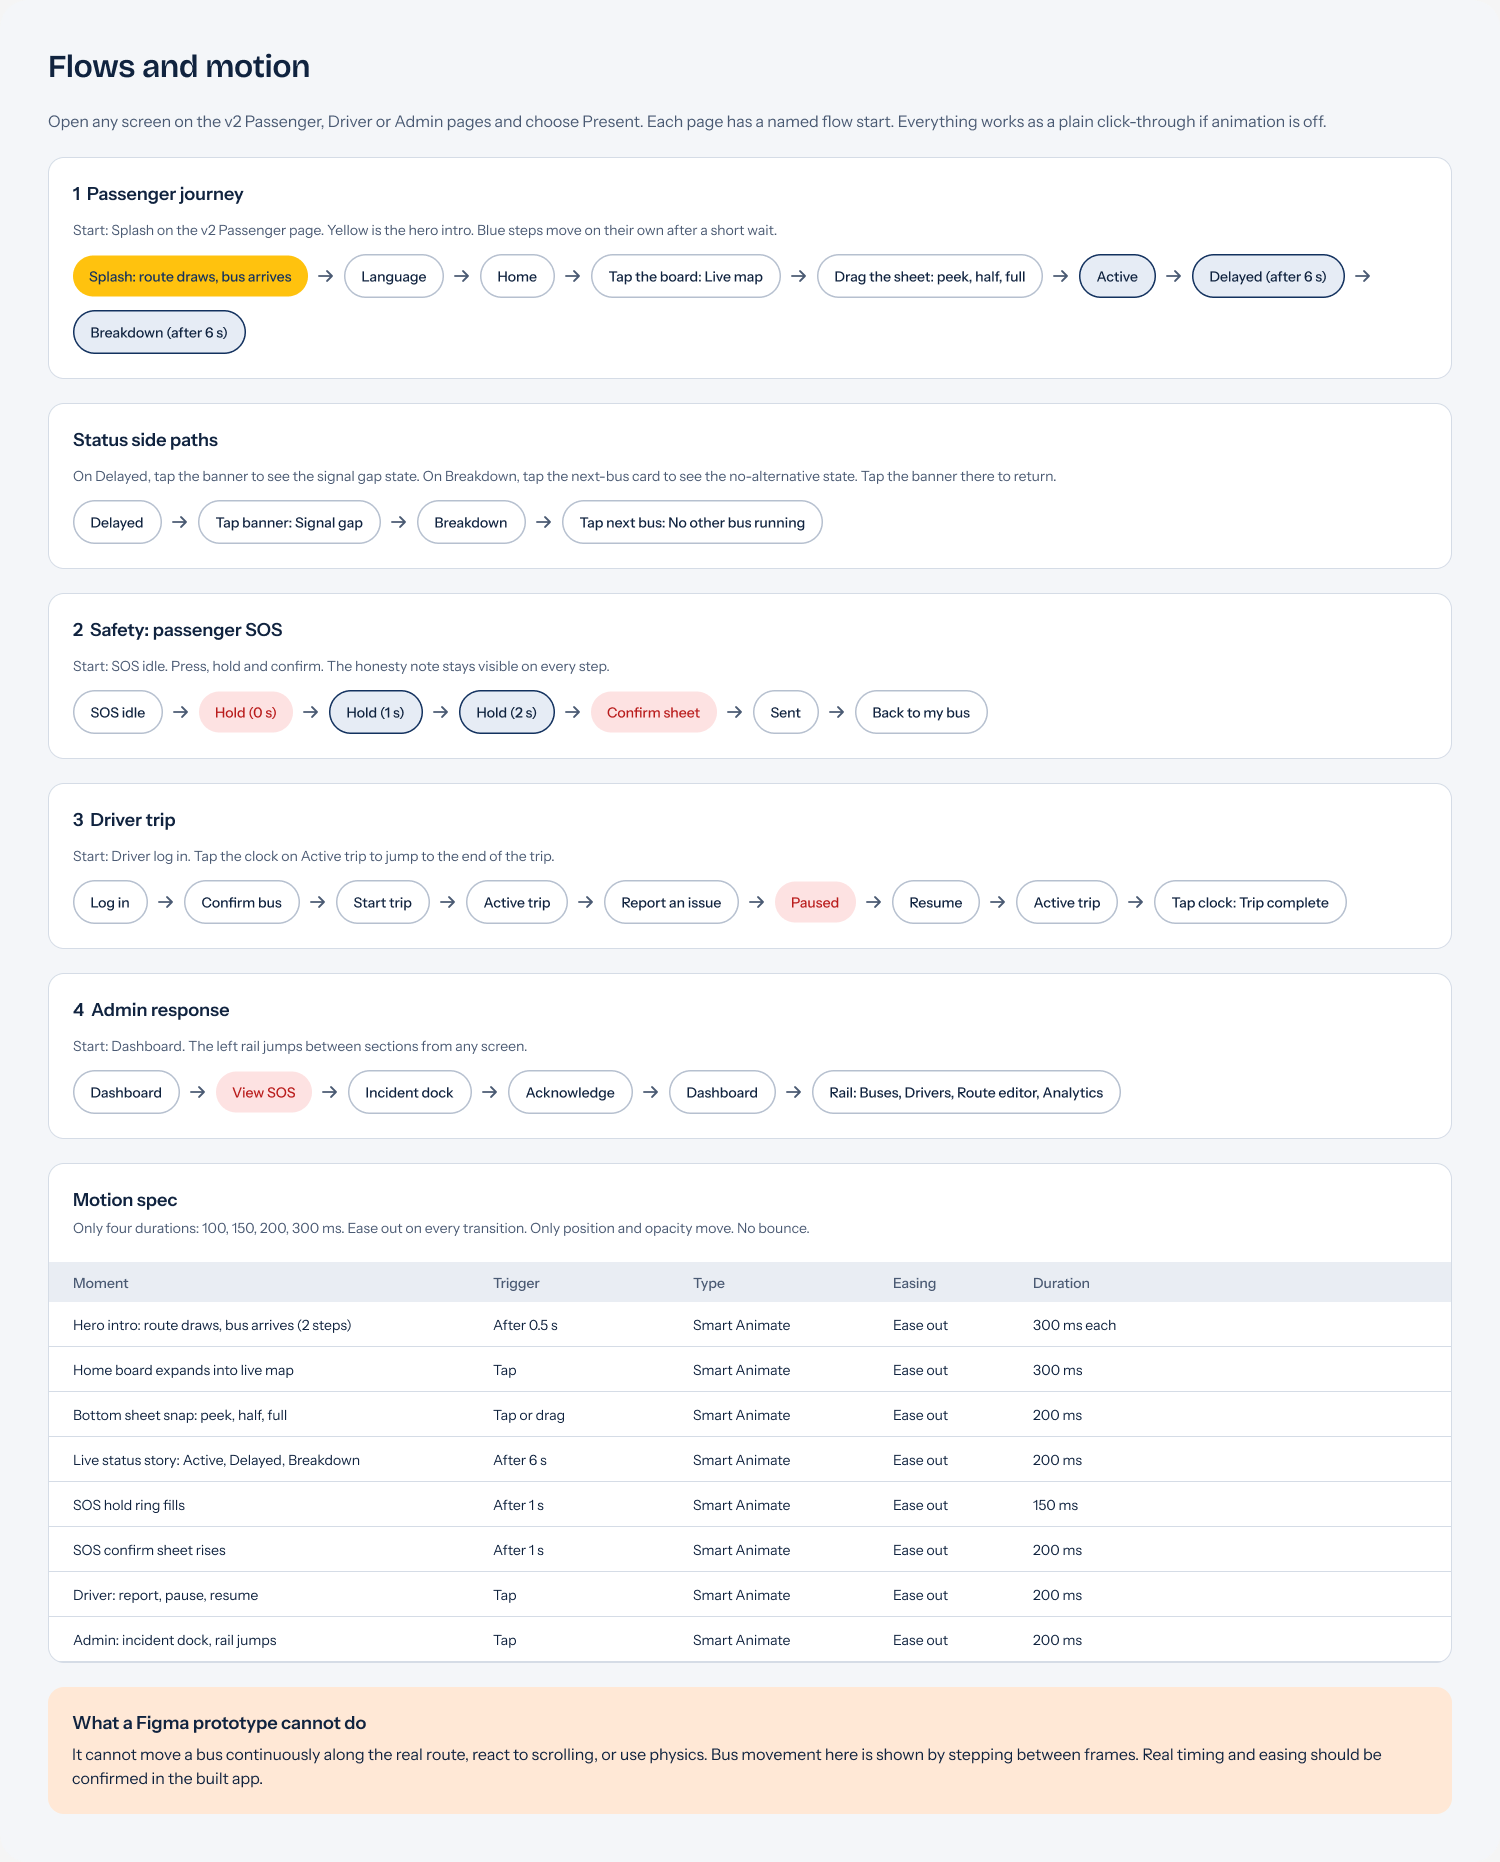 Flows and motion
Open any screen on the v2 Passenger, Driver or Admin pages and choose Present. Each page has a named flow start. Everything works as a plain click-through if animation is off.
1 Passenger journey
Start: Splash on the v2 Passenger page. Yellow is the hero intro. Blue steps move on their own after a short wait.
Splash: route draws, bus arrives → Language → Home → Tap the board: Live map → Drag the sheet: peek, half, full → Active → Delayed (after 6 s) →
Breakdown (after 6 s)
Status side paths
On Delayed, tap the banner to see the signal gap state. On Breakdown, tap the next-bus card to see the no-alternative state. Tap the banner there to return.
Delayed → Tap banner: Signal gap → Breakdown → Tap next bus: No other bus running
2 Safety: passenger SOS
Start: SOS idle. Press, hold and confirm. The honesty note stays visible on every step.
SOS idle → Hold (0 s) → Hold (1 s) → Hold (2 s) → Confirm sheet → Sent → Back to my bus
3 Driver trip
Start: Driver log in. Tap the clock on Active trip to jump to the end of the trip.
Log in → Confirm bus → Start trip → Active trip → Report an issue → Paused → Resume → Active trip → Tap clock: Trip complete
4 Admin response
Start: Dashboard. The left rail jumps between sections from any screen.
Dashboard → View SOS → Incident dock → Acknowledge → Dashboard → Rail: Buses, Drivers, Route editor, Analytics
Motion spec
Only four durations: 100, 150, 200, 300 ms. Ease out on every transition. Only position and opacity move. No bounce.
Moment Trigger Type Easing Duration
Hero intro: route draws, bus arrives (2 steps) After 0.5 s Smart Animate Ease out 300 ms each
Home board expands into live map Tap Smart Animate Ease out 300 ms
Bottom sheet snap: peek, half, full Tap or drag Smart Animate Ease out 200 ms
Live status story: Active, Delayed, Breakdown After 6 s Smart Animate Ease out 200 ms
SOS hold ring fills After 1 s Smart Animate Ease out 150 ms
SOS confirm sheet rises After 1 s Smart Animate Ease out 200 ms
Driver: report, pause, resume Tap Smart Animate Ease out 200 ms
Admin: incident dock, rail jumps Tap Smart Animate Ease out 200 ms
What a Figma prototype cannot do
It cannot move a bus continuously along the real route, react to scrolling, or use physics. Bus movement here is shown by stepping between frames. Real timing and easing should be
confirmed in the built app.